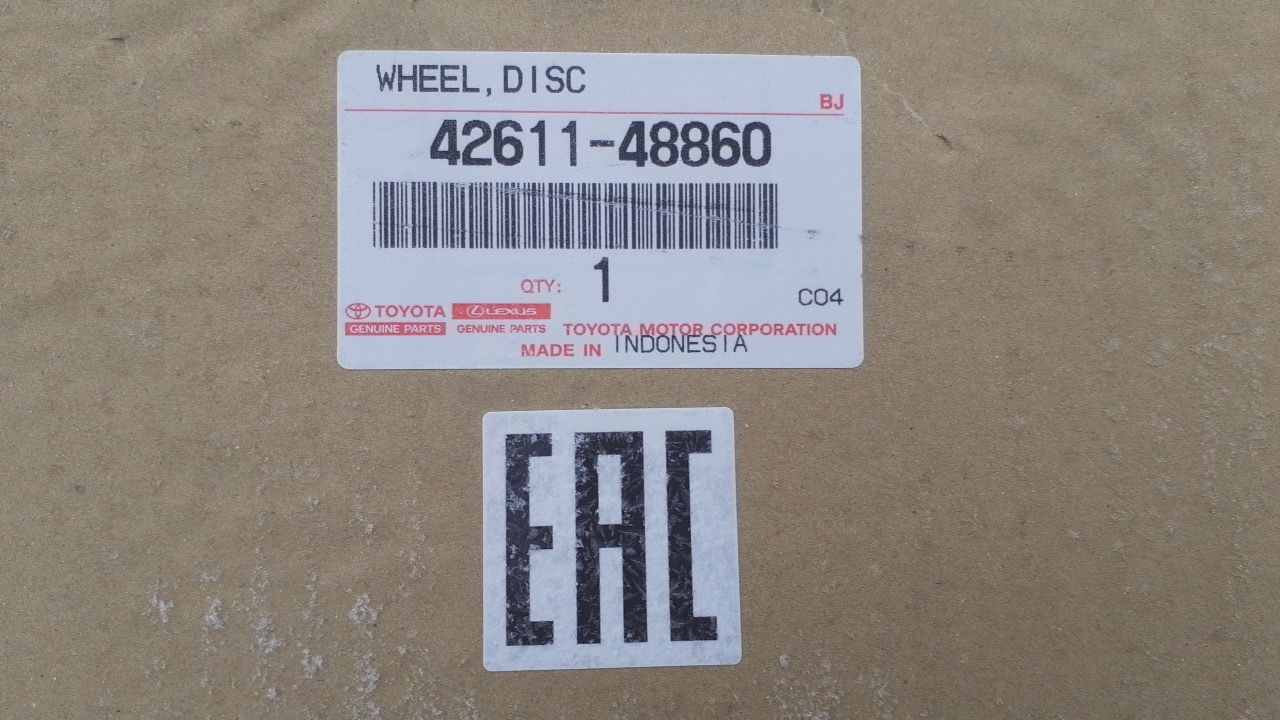 WHEEL, DISC
BJ
42611-48860
QTY: 1
C04
TOYOTA LEXUS
GENUINE PARTS GENUINE PARTS TOYOTA MOTOR CORPORATION
MADE IN INDONESIA
EAC